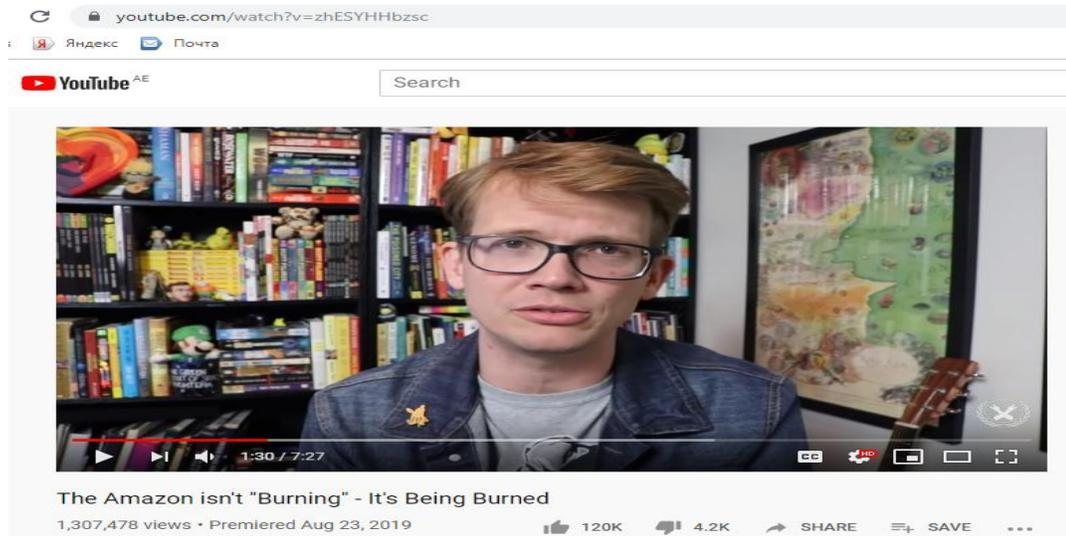 youtube.com/watch?v=zhESYHHbzsc
Яндекс Почта
YouTube AE
Search
1:30 / 7:27
CC HD
The Amazon isn't "Burning" - It's Being Burned
1,307,478 views • Premiered Aug 23, 2019 120K 4.2K SHARE SAVE